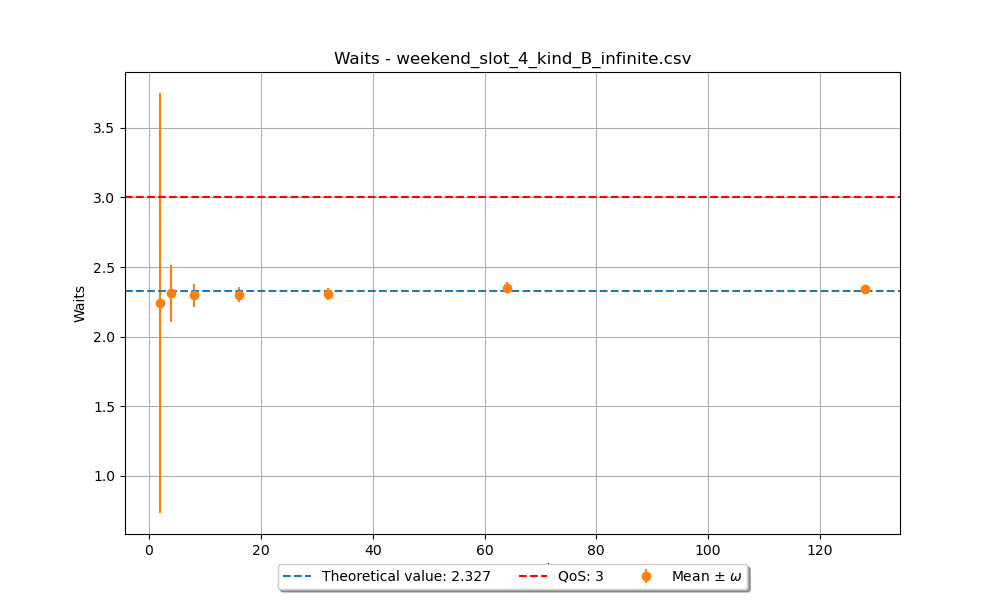 Waits - weekend_slot_4_kind_B_infinite.csv
Waits
3.5
3.0
2.5
2.0
1.5
1.0
0 20 40 60 80 100 120
Theoretical value: 2.327 QoS: 3 Mean ± ω